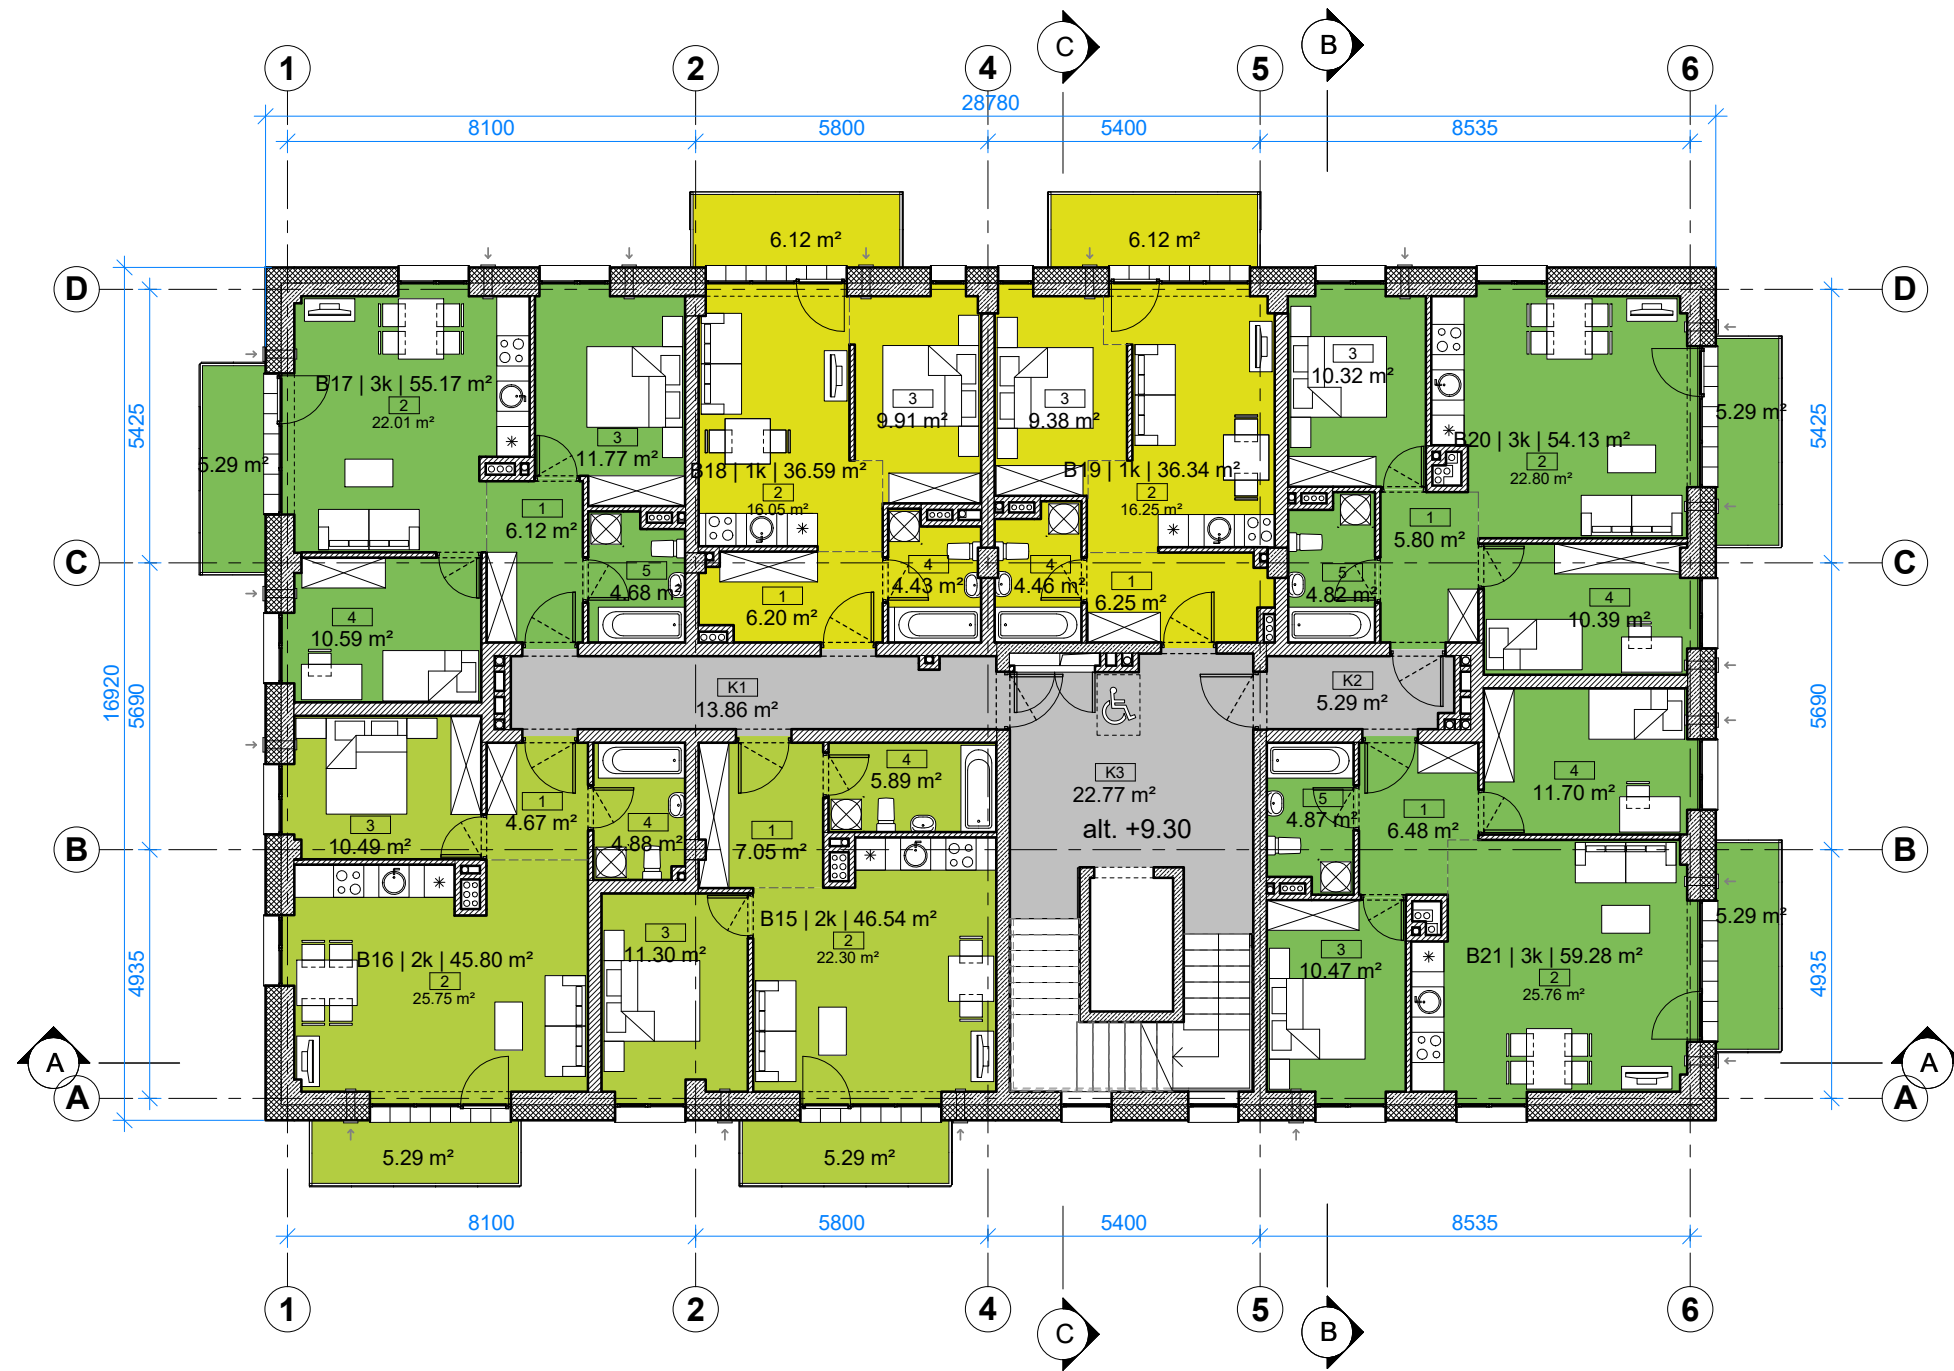 C
B
1
2
4
5
6
28780
8100
5800
5400
8535
6.12 m²
6.12 m²
D
D
5425
5425
B17 | 3k | 55.17 m²
2
22.01 m²
5.29 m²
3
11.77 m²
1
6.12 m²
5
4.68 m²
4
10.59 m²
B18 | 1k | 36.59 m²
2
16.05 m²
3
9.91 m²
4
4.43 m²
1
6.20 m²
B19 | 1k | 36.34 m²
2
16.25 m²
3
9.38 m²
4
4.46 m²
1
6.25 m²
B20 | 3k | 54.13 m²
2
22.80 m²
3
10.32 m²
5.29 m²
1
5.80 m²
5
4.82 m²
4
10.39 m²
C
C
16920
5690
5690
K1
13.86 m²
K2
5.29 m²
K3
22.77 m²
alt. +9.30
3
10.49 m²
1
4.67 m²
4
4.88 m²
B16 | 2k | 45.80 m²
2
25.75 m²
4
5.89 m²
1
7.05 m²
3
11.30 m²
B15 | 2k | 46.54 m²
2
22.30 m²
4
11.70 m²
5
4.87 m²
1
6.48 m²
3
10.47 m²
B21 | 3k | 59.28 m²
2
25.76 m²
5.29 m²
B
B
4935
4935
A
A
A
A
5.29 m²
5.29 m²
8100
5800
5400
8535
1
2
4
5
6
C
B